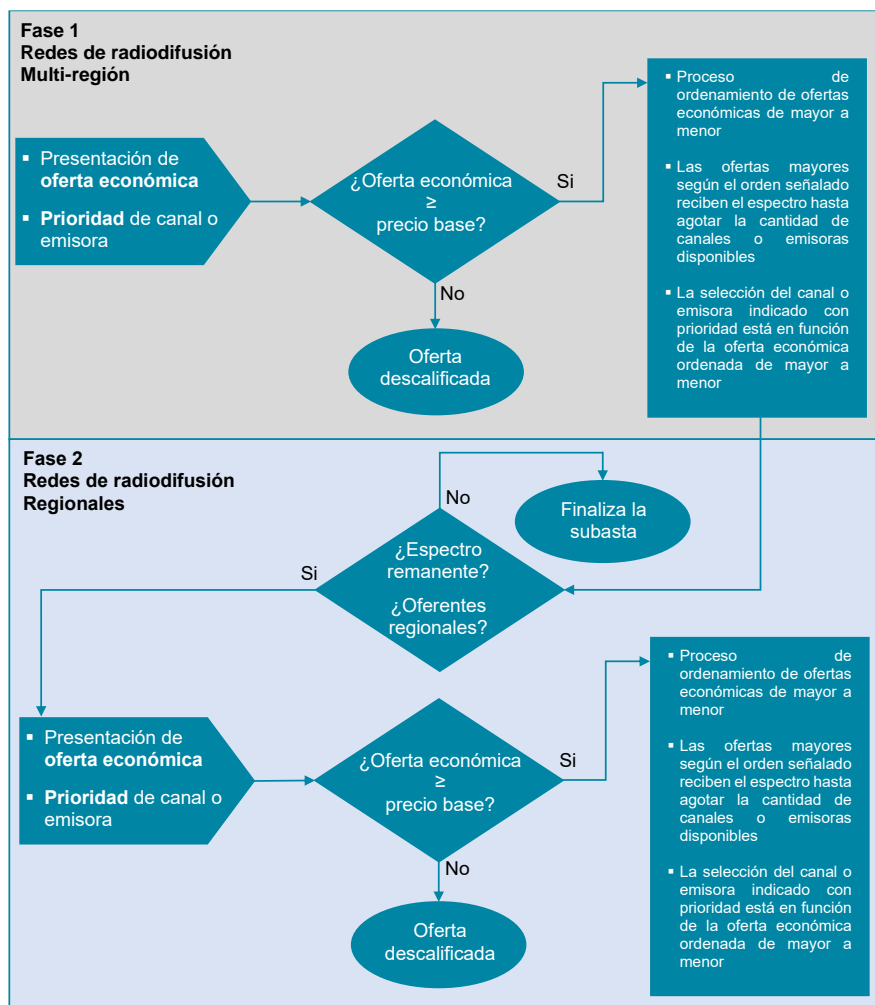 Fase 1
Redes de radiodifusión
Multi-región
▪ Presentación de
oferta económica
▪ Prioridad de canal o
emisora
¿Oferta económica
≥
precio base?
Si
No
Oferta
descalificada
▪ Proceso de
ordenamiento de ofertas
económicas de mayor a
menor
▪ Las ofertas mayores
según el orden señalado
reciben el espectro hasta
agotar la cantidad de
canales o emisoras
disponibles
▪ La selección del canal o
emisora indicado con
prioridad está en función
de la oferta económica
ordenada de mayor a
menor
Fase 2
Redes de radiodifusión
Regionales
No
Finaliza la
subasta
¿Espectro
remanente?
¿Oferentes
regionales?
Si
▪ Presentación de
oferta económica
▪ Prioridad de canal o
emisora
¿Oferta económica
≥
precio base?
Si
No
Oferta
descalificada
▪ Proceso de
ordenamiento de ofertas
económicas de mayor a
menor
▪ Las ofertas mayores
según el orden señalado
reciben el espectro hasta
agotar la cantidad de
canales o emisoras
disponibles
▪ La selección del canal o
emisora indicado con
prioridad está en función
de la oferta económica
ordenada de mayor a
menor